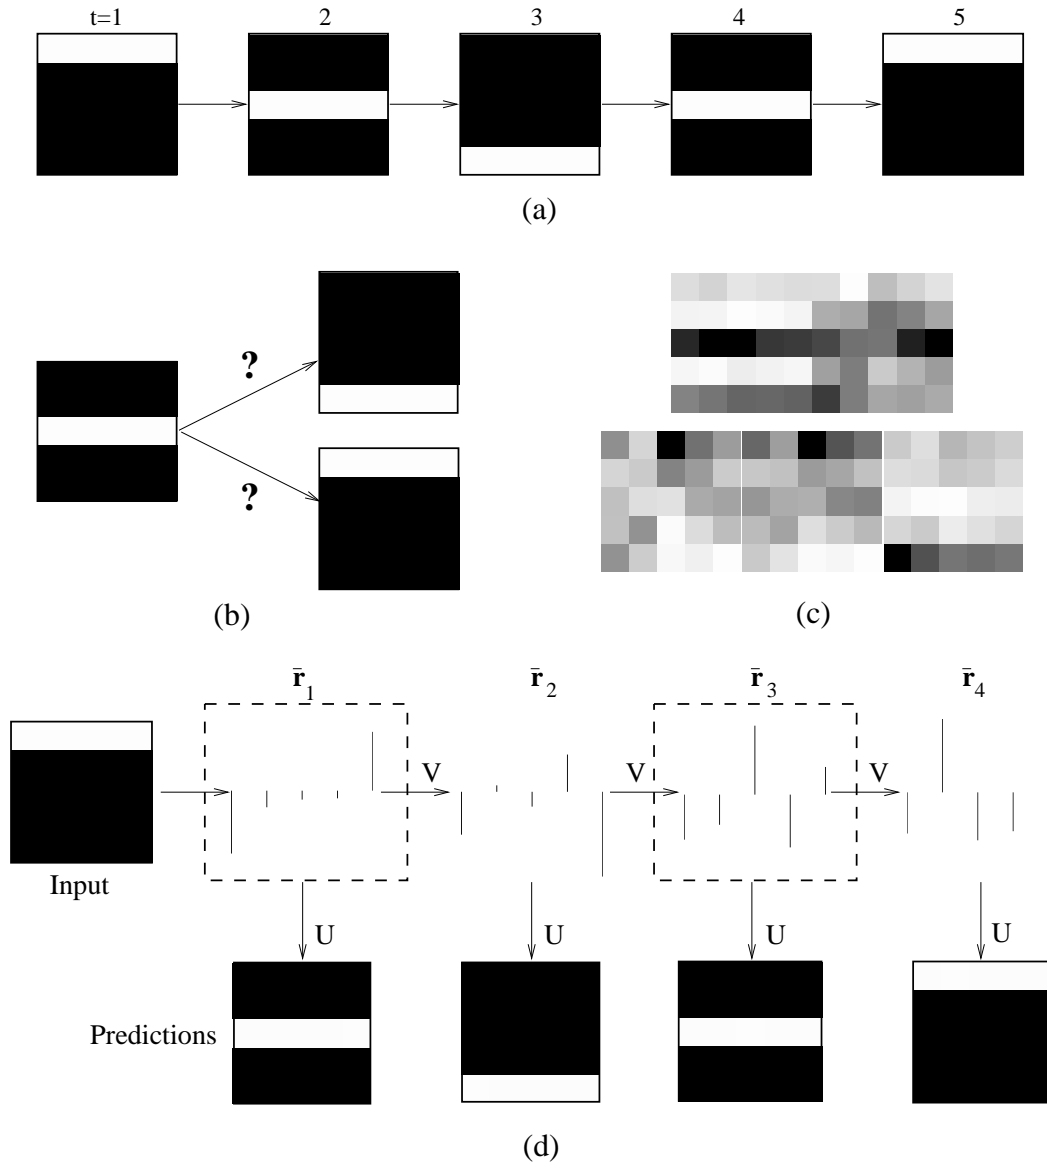 t=1 2 3 4 5
(a)
?
?
(b) (c)
r̄1 r̄2 r̄3 r̄4
V V V
Input
U U U U
Predictions
(d)